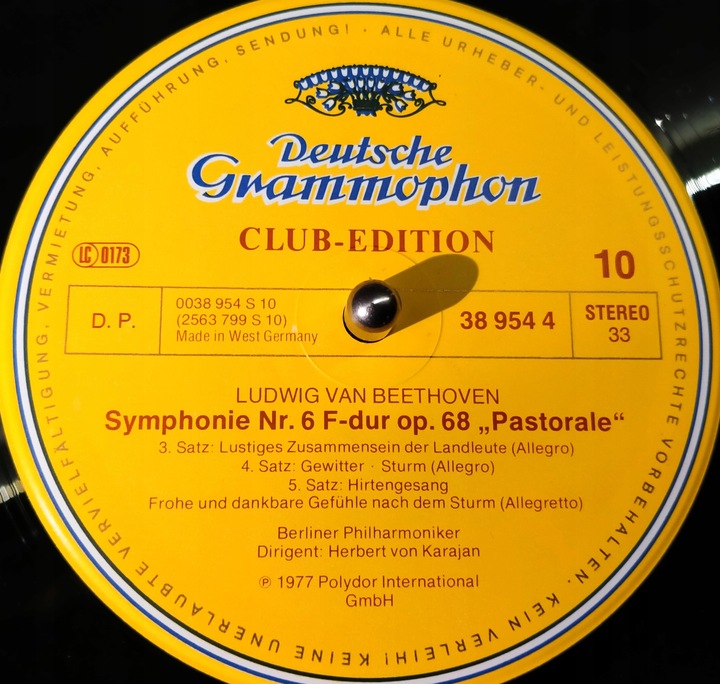 ALLE URHEBER- UND LEISTUNGSSCHUTZRECHTE VORBEHALTEN. KEIN VERLEIH! KEINE UNERLAUBTE VERVIELFÄLTIGUNG, VERMIETUNG, AUFFÜHRUNG, SENDUNG! ·
Deutsche
Grammophon
CLUB-EDITION
LC 0173
10
D. P.
0038 954 S 10
(2563 799 S 10)
Made in West Germany
38 954 4
STEREO
33
LUDWIG VAN BEETHOVEN
Symphonie Nr. 6 F-dur op. 68 „Pastorale“
3. Satz: Lustiges Zusammensein der Landleute (Allegro)
4. Satz: Gewitter · Sturm (Allegro)
5. Satz: Hirtengesang
Frohe und dankbare Gefühle nach dem Sturm (Allegretto)
Berliner Philharmoniker
Dirigent: Herbert von Karajan
℗ 1977 Polydor International
GmbH